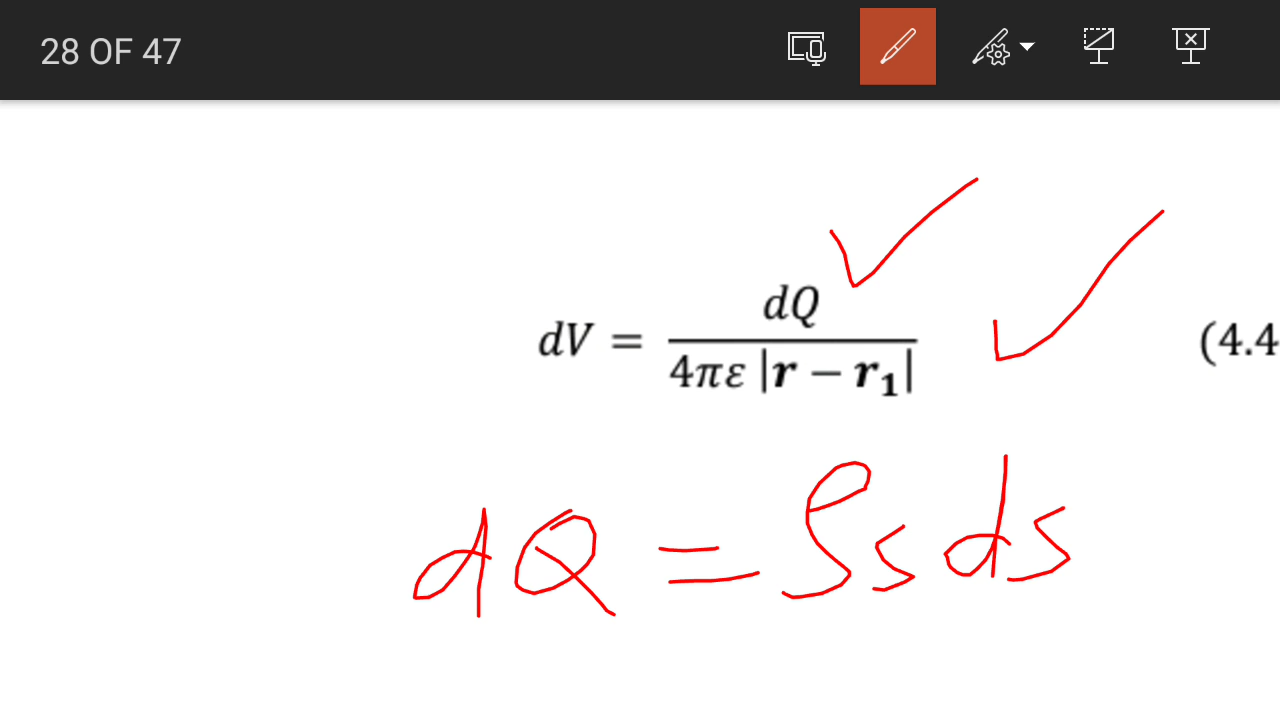 28 OF 47
dV = dQ / 4πε |r − r₁| (4.4
dQ = ρs ds